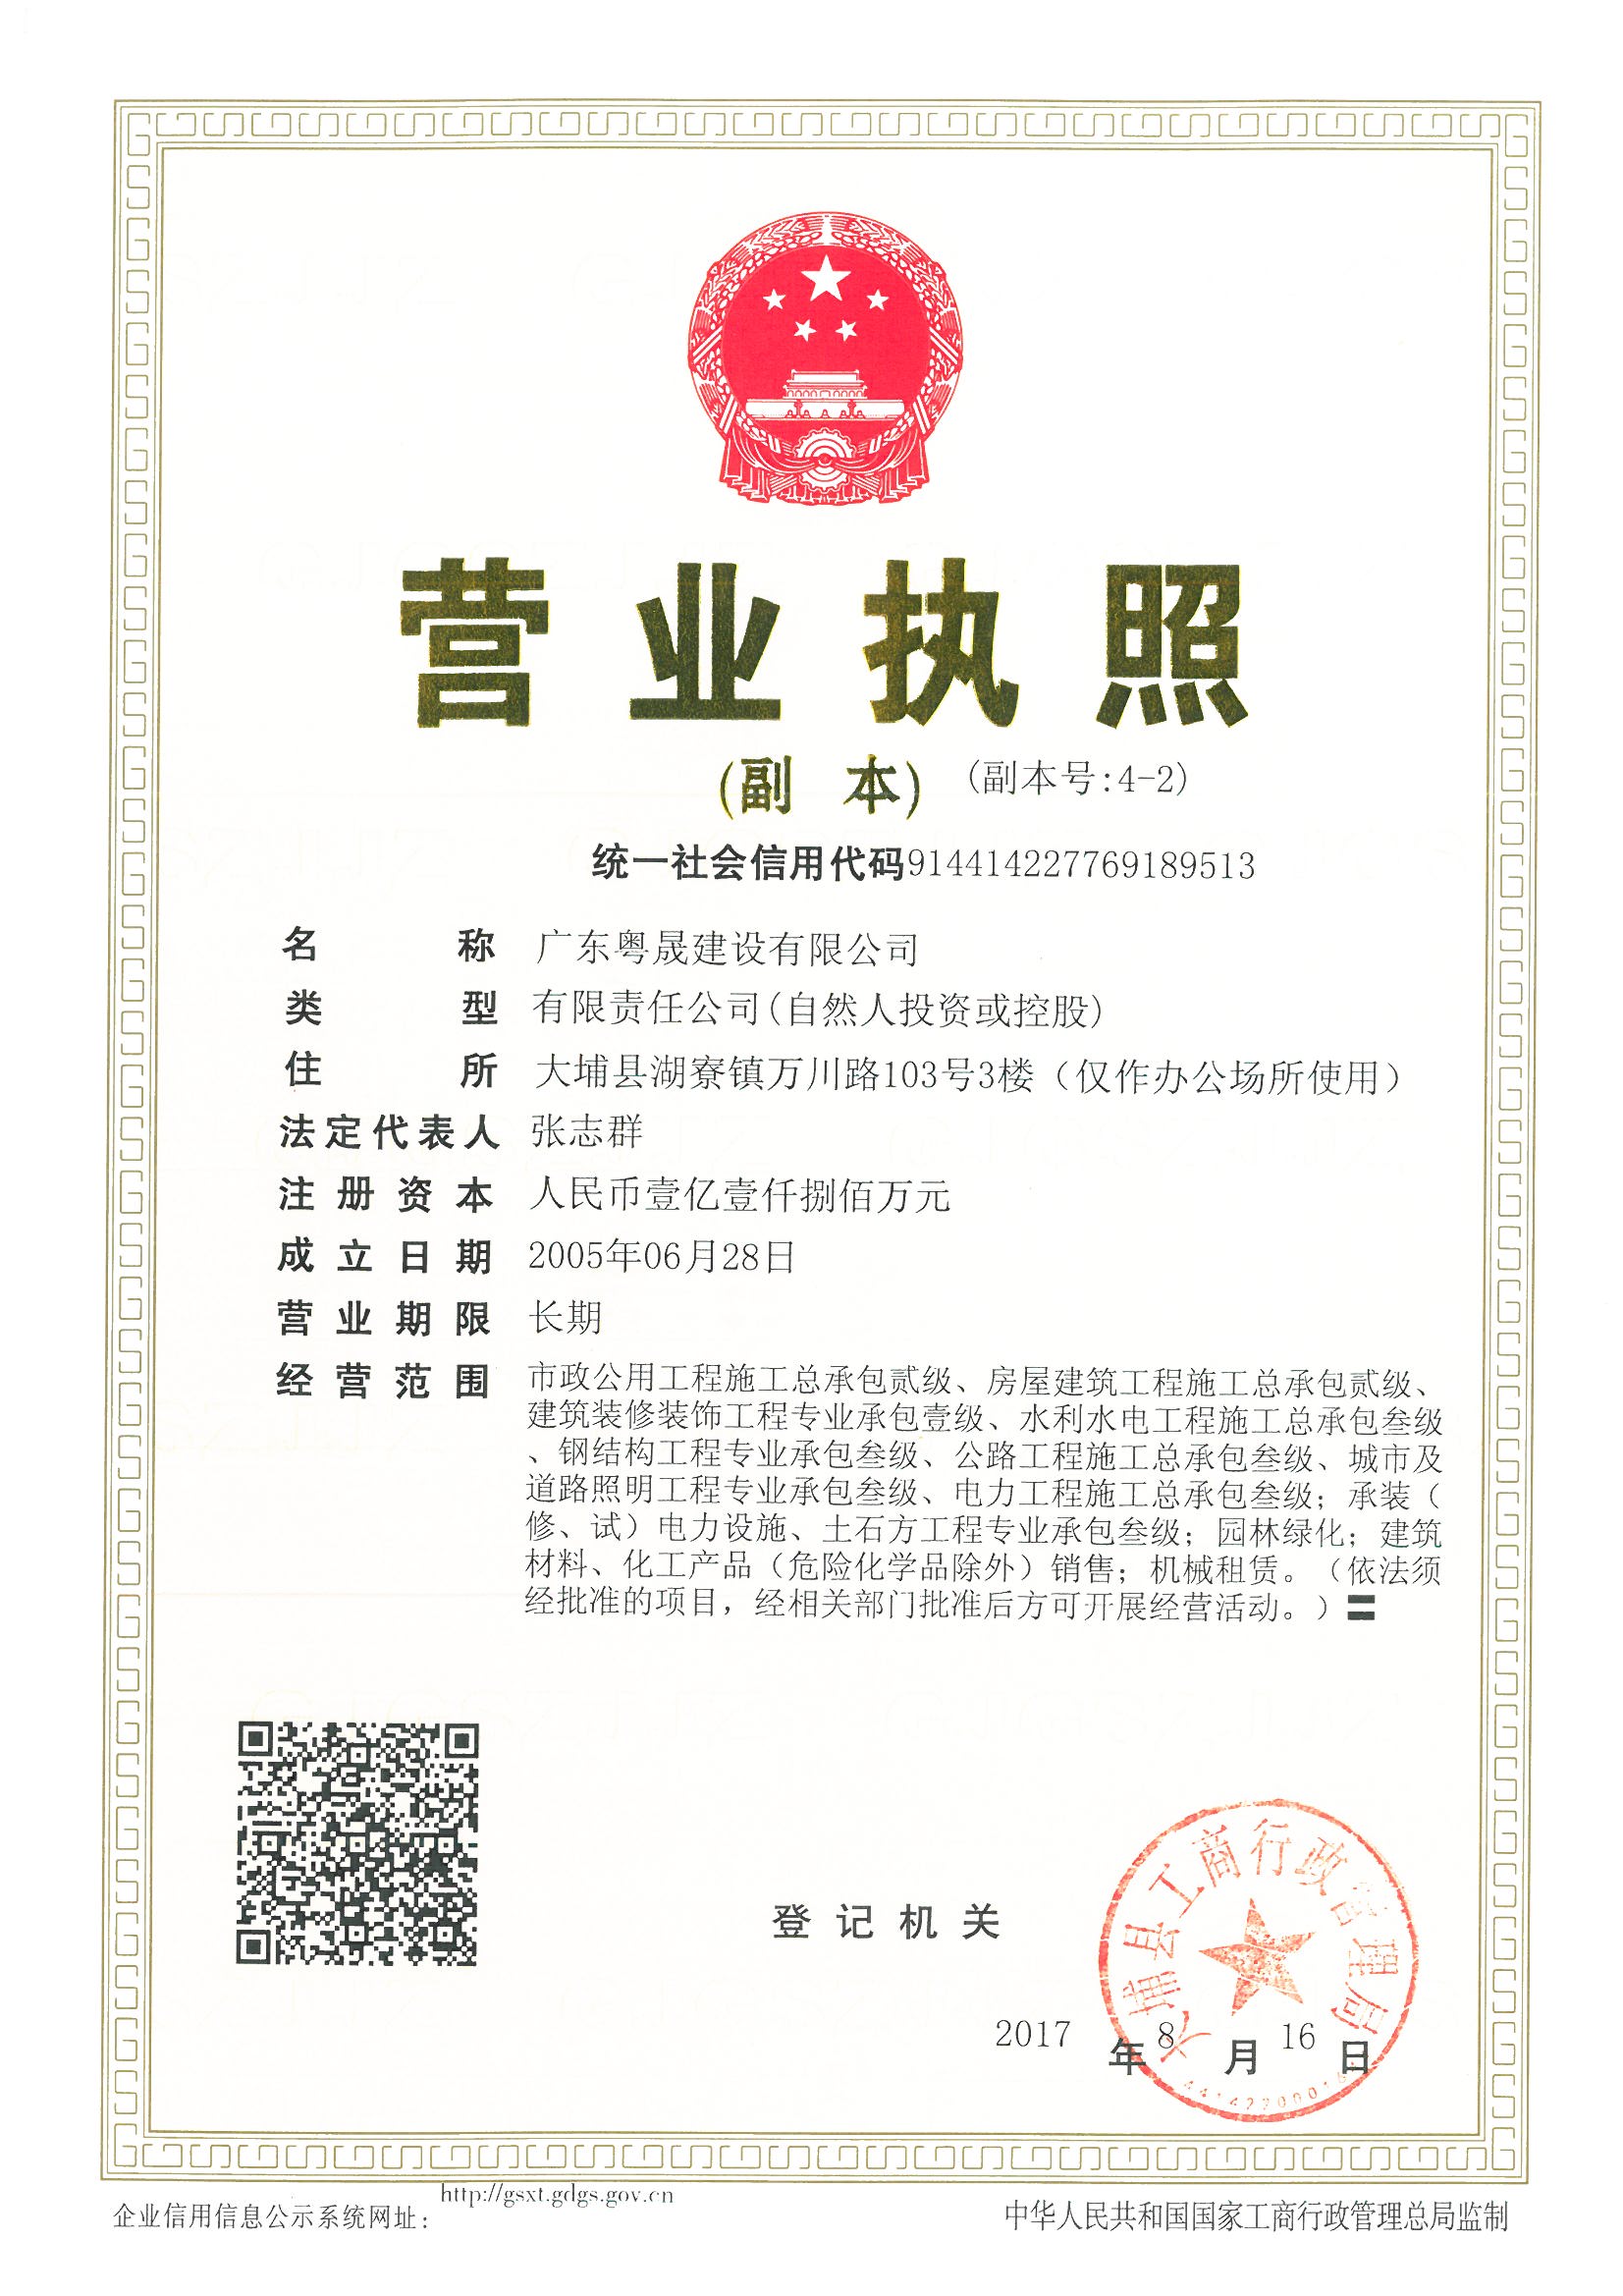 营业执照
(副 本) (副本号:4-2)
统一社会信用代码914414227769189513
名 称 广东粤晟建设有限公司
类 型 有限责任公司(自然人投资或控股)
住 所 大埔县湖寮镇万川路103号3楼（仅作办公场所使用）
法定代表人 张志群
注册资本 人民币壹亿壹仟捌佰万元
成立日期 2005年06月28日
营业期限 长期
经营范围 市政公用工程施工总承包贰级、房屋建筑工程施工总承包贰级、
建筑装修装饰工程专业承包壹级、水利水电工程施工总承包叁级
、钢结构工程专业承包叁级、公路工程施工总承包叁级、城市及
道路照明工程专业承包叁级、电力工程施工总承包叁级；承装（
修、试）电力设施、土石方工程专业承包叁级；园林绿化；建筑
材料、化工产品（危险化学品除外）销售；机械租赁。（依法须
经批准的项目，经相关部门批准后方可开展经营活动。）
大埔县工商行政管理局
登记机关
2017年8月16日
企业信用信息公示系统网址：http://gsxt.gdgs.gov.cn
中华人民共和国国家工商行政管理总局监制